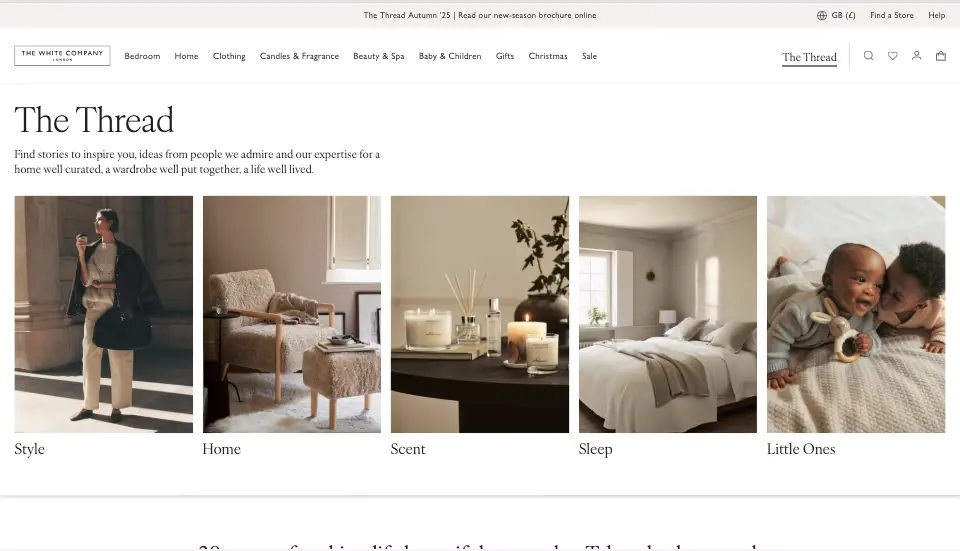 The Thread Autumn '25 | Read our new-season brochure online
GB (£) Find a Store Help
THE WHITE COMPANY
LONDON
Bedroom Home Clothing Candles & Fragrance Beauty & Spa Baby & Children Gifts Christmas Sale
The Thread
The Thread
Find stories to inspire you, ideas from people we admire and our expertise for a
home well curated, a wardrobe well put together, a life well lived.
Style Home Scent Sleep Little Ones